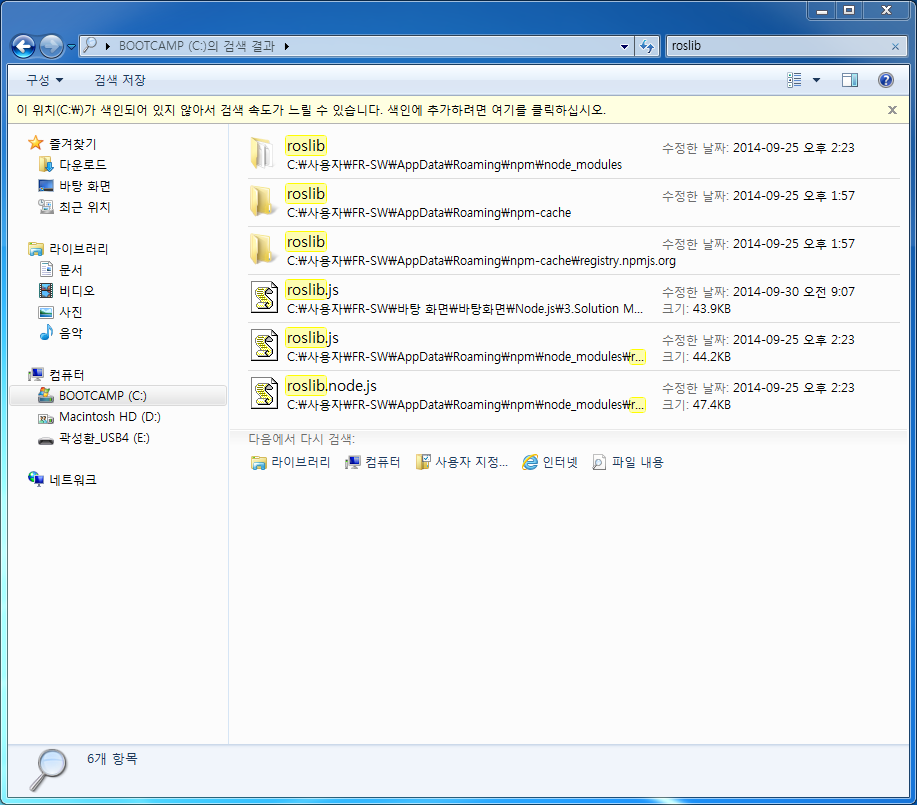 BOOTCAMP (C:)의 검색 결과
roslib
구성
검색 저장
이 위치(C:₩)가 색인되어 있지 않아서 검색 속도가 느릴 수 있습니다. 색인에 추가하려면 여기를 클릭하십시오.
즐겨찾기
다운로드
바탕 화면
최근 위치
라이브러리
문서
비디오
사진
음악
컴퓨터
BOOTCAMP (C:)
Macintosh HD (D:)
곽성환_USB4 (E:)
네트워크
roslib
수정한 날짜: 2014-09-25 오후 2:23
C:₩사용자₩FR-SW₩AppData₩Roaming₩npm₩node_modules
roslib
수정한 날짜: 2014-09-25 오후 1:57
C:₩사용자₩FR-SW₩AppData₩Roaming₩npm-cache
roslib
수정한 날짜: 2014-09-25 오후 1:57
C:₩사용자₩FR-SW₩AppData₩Roaming₩npm-cache₩registry.npmjs.org
roslib.js
수정한 날짜: 2014-09-30 오전 9:07
C:₩사용자₩FR-SW₩바탕 화면₩바탕화면₩Node.js₩3.Solution M...
크기: 43.9KB
roslib.js
수정한 날짜: 2014-09-25 오후 2:23
C:₩사용자₩FR-SW₩AppData₩Roaming₩npm₩node_modules₩r...
크기: 44.2KB
roslib.node.js
수정한 날짜: 2014-09-25 오후 2:23
C:₩사용자₩FR-SW₩AppData₩Roaming₩npm₩node_modules₩r...
크기: 47.4KB
다음에서 다시 검색:
라이브러리 컴퓨터 사용자 지정... 인터넷 파일 내용
6개 항목